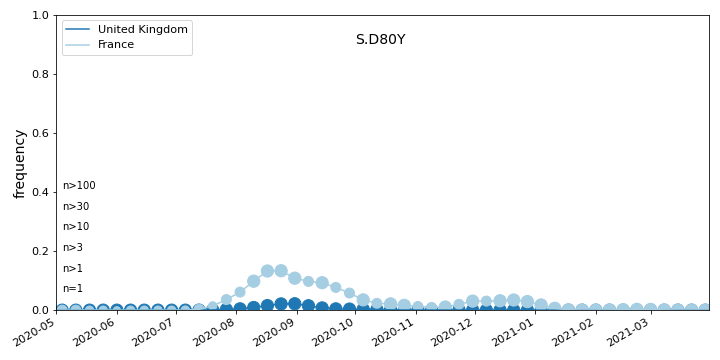 S.D80Y
United Kingdom
France
frequency
1.0
0.8
0.6
0.4
0.2
0.0
n>100
n>30
n>10
n>3
n>1
n=1
2020-05
2020-06
2020-07
2020-08
2020-09
2020-10
2020-11
2020-12
2021-01
2021-02
2021-03